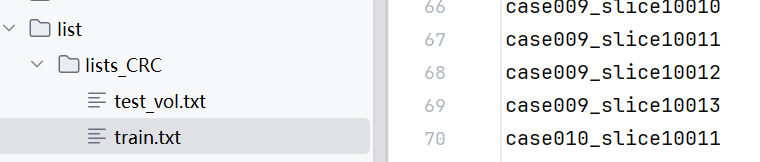 list
lists_CRC
test_vol.txt
train.txt
66 case009_slice10010
67 case009_slice10011
68 case009_slice10012
69 case009_slice10013
70 case010_slice10011